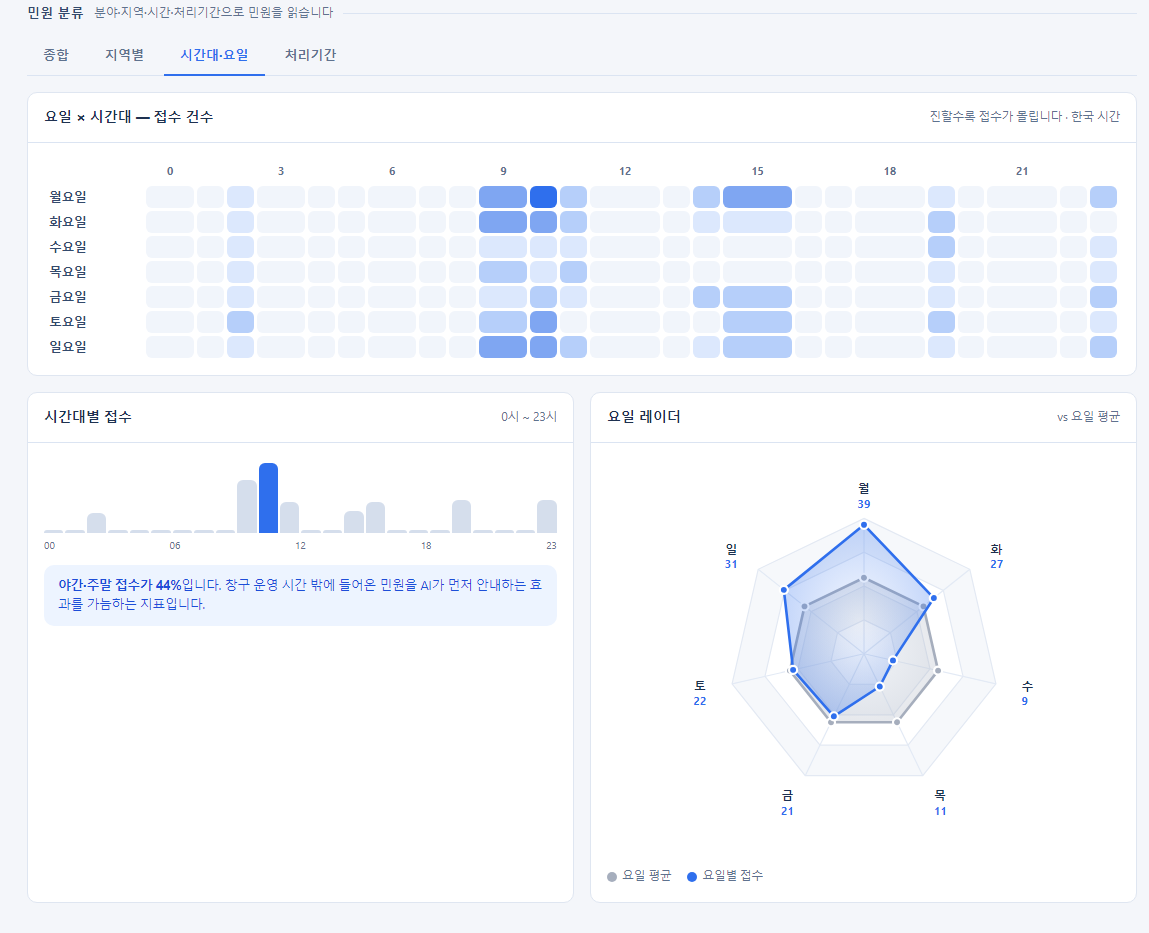 민원 분류 분야·지역·시간·처리기간으로 민원을 읽습니다
종합 지역별 시간대·요일 처리기간
요일 × 시간대 — 접수 건수 진할수록 접수가 몰립니다 · 한국 시간
0 3 6 9 12 15 18 21
월요일
화요일
수요일
목요일
금요일
토요일
일요일
시간대별 접수 0시 ~ 23시
00 06 12 18 23
야간·주말 접수가 44%입니다. 창구 운영 시간 밖에 들어온 민원을 AI가 먼저 안내하는 효
과를 가늠하는 지표입니다.
요일 레이더 vs 요일 평균
월
39
일 화
31 27
토 수
22 9
금 목
21 11
요일 평균 요일별 접수